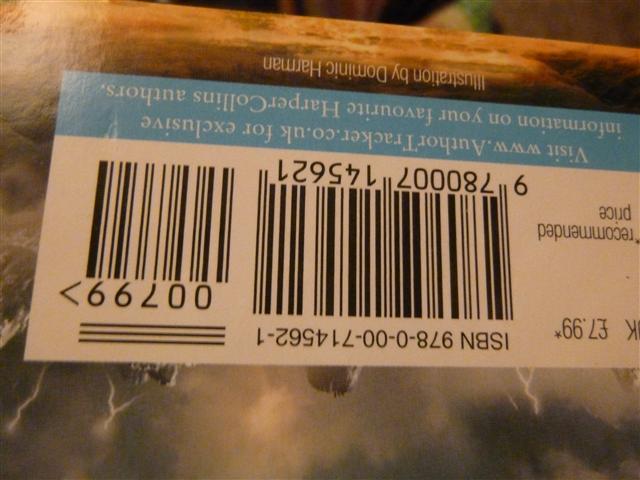 ISBN 978-0-00-714562-1
£7.99*
00799>
*recommended
price
9 780007 145621
Visit www.AuthorTracker.co.uk for exclusive
information on your favourite HarperCollins authors.
Illustration by Dominic Harman